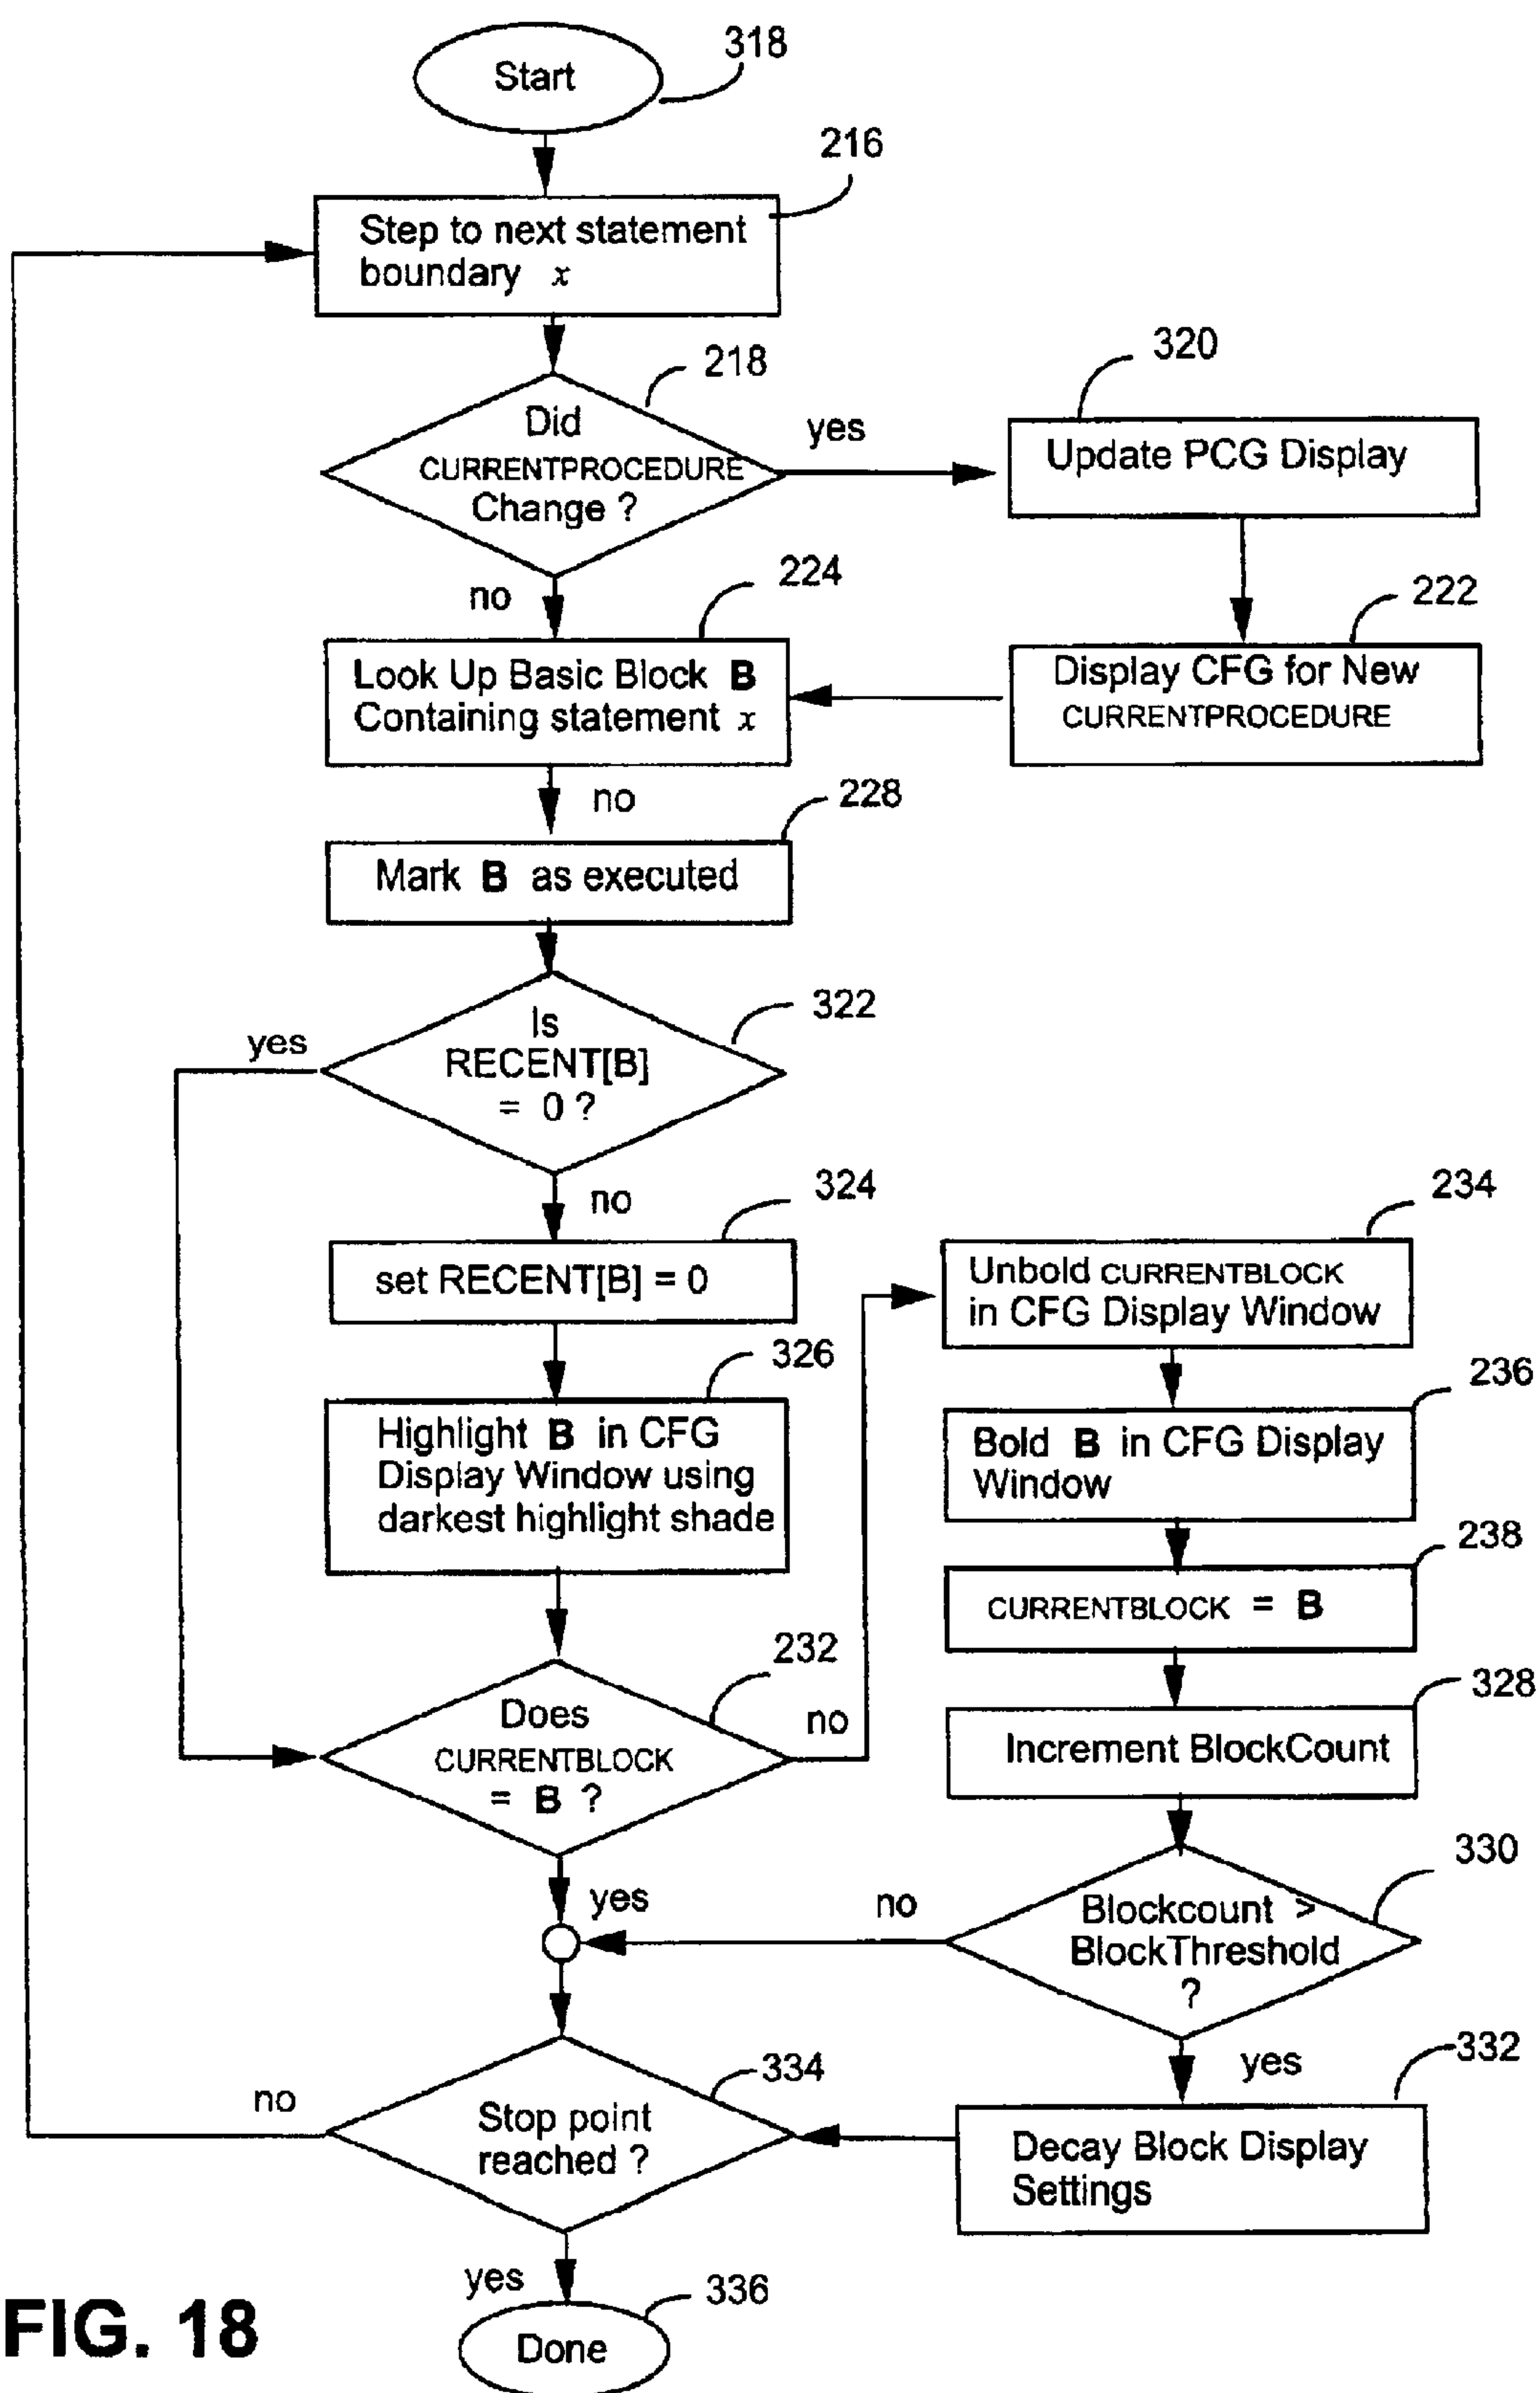 318
Start
216
Step to next statement
boundary x
218
320
Did
CURRENTPROCEDURE
Change ?
yes
Update PCG Display
no
224
222
Look Up Basic Block B
Containing statement x
Display CFG for New
CURRENTPROCEDURE
no
228
Mark B as executed
322
yes
Is
RECENT[B]
= 0 ?
no
324
234
set RECENT[B] = 0
Unbold CURRENTBLOCK
in CFG Display Window
326
236
Highlight B in CFG
Display Window using
darkest highlight shade
Bold B in CFG Display
Window
238
CURRENTBLOCK = B
232
328
Does
CURRENTBLOCK
= B ?
no
Increment BlockCount
330
yes
no
Blockcount >
BlockThreshold
?
334
yes
332
no
Stop point
reached ?
Decay Block Display
Settings
yes
336
Done
FIG. 18